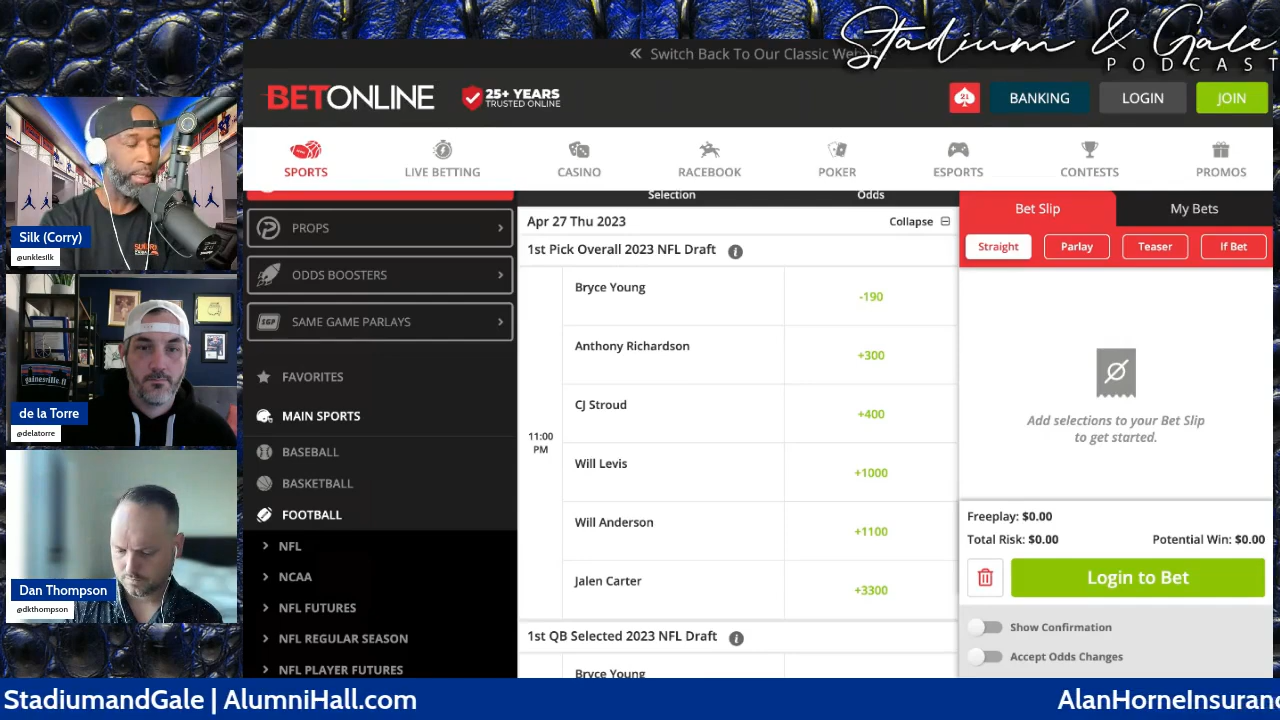 Stadium & Gale
PODCAST
Switch Back To Our Classic
BETONLINE
25+ YEARS
TRUSTED ONLINE
21
BANKING
LOGIN
JOIN
SPORTS
LIVE BETTING
CASINO
RACEBOOK
POKER
ESPORTS
CONTESTS
PROMOS
Silk (Corry)
@unklesilk
gainesville.fl
de la Torre
@delatorre
Dan Thompson
@dkthompson
PROPS
ODDS BOOSTERS
SGP
SAME GAME PARLAYS
FAVORITES
MAIN SPORTS
BASEBALL
BASKETBALL
FOOTBALL
NFL
NCAA
NFL FUTURES
NFL REGULAR SEASON
NFL PLAYER FUTURES
Selection Odds
Apr 27 Thu 2023 Collapse
1st Pick Overall 2023 NFL Draft
11:00
PM
Bryce Young -190
Anthony Richardson +300
CJ Stroud +400
Will Levis +1000
Will Anderson +1100
Jalen Carter +3300
1st QB Selected 2023 NFL Draft
Bryce Young
Bet Slip
My Bets
Straight
Parlay
Teaser
If Bet
Add selections to your Bet Slip
to get started.
Freeplay: $0.00
Total Risk: $0.00 Potential Win: $0.00
Login to Bet
Show Confirmation
Accept Odds Changes
StadiumandGale | AlumniHall.com
AlanHorneInsuranc